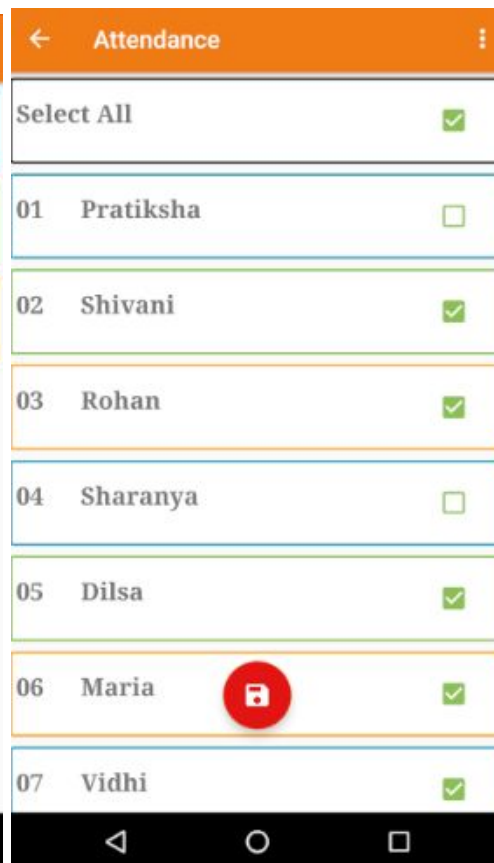 Attendance
Select All
01 Pratiksha
02 Shivani
03 Rohan
04 Sharanya
05 Dilsa
06 Maria
07 Vidhi